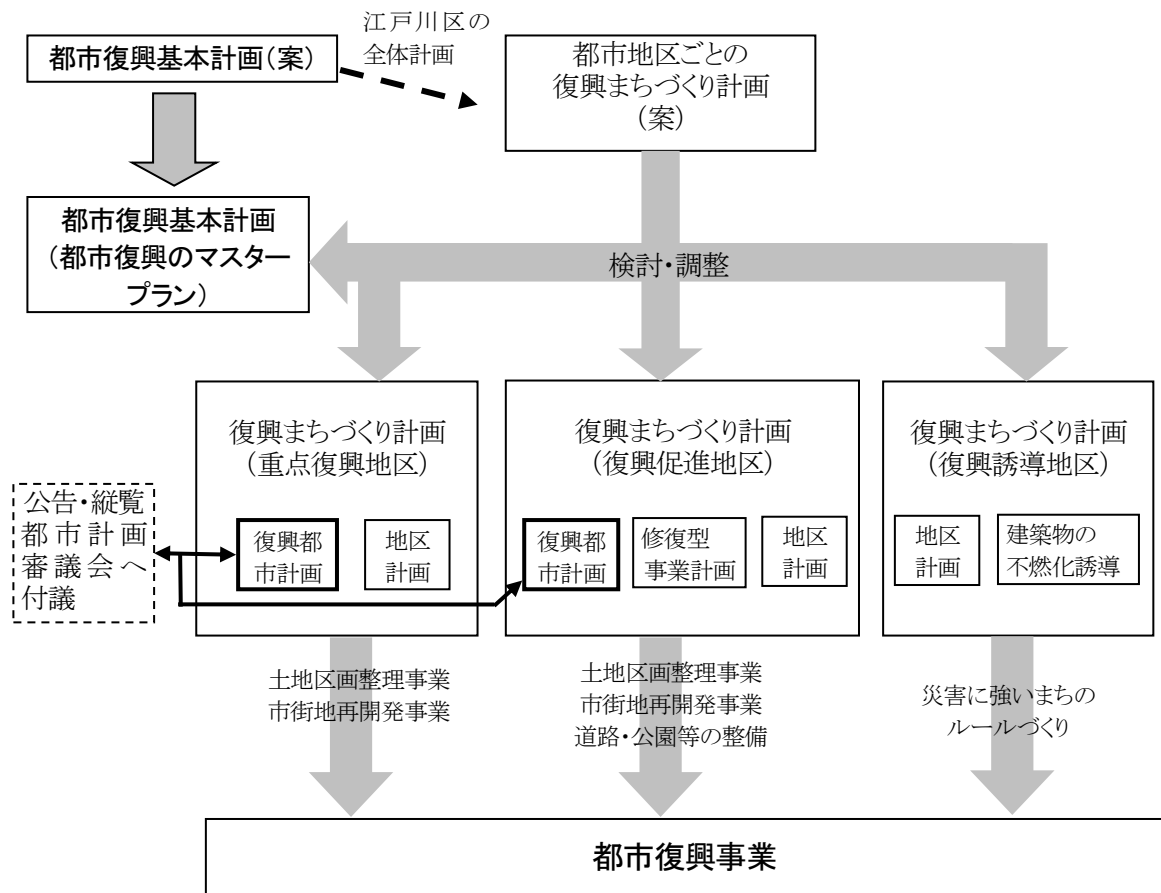 江戸川区の
全体計画
都市復興基本計画(案)
都市地区ごとの
復興まちづくり計画
(案)
都市復興基本計画
(都市復興のマスター
プラン)
検討・調整
復興まちづくり計画
(重点復興地区)
復興まちづくり計画
(復興促進地区)
復興まちづくり計画
(復興誘導地区)
公告・縦覧
都市計画
審議会へ
付議
復興都
市計画
地区
計画
復興都
市計画
修復型
事業計画
地区
計画
地区
計画
建築物の
不燃化誘導
土地区画整理事業
市街地再開発事業
土地区画整理事業
市街地再開発事業
道路・公園等の整備
災害に強いまちの
ルールづくり
都市復興事業